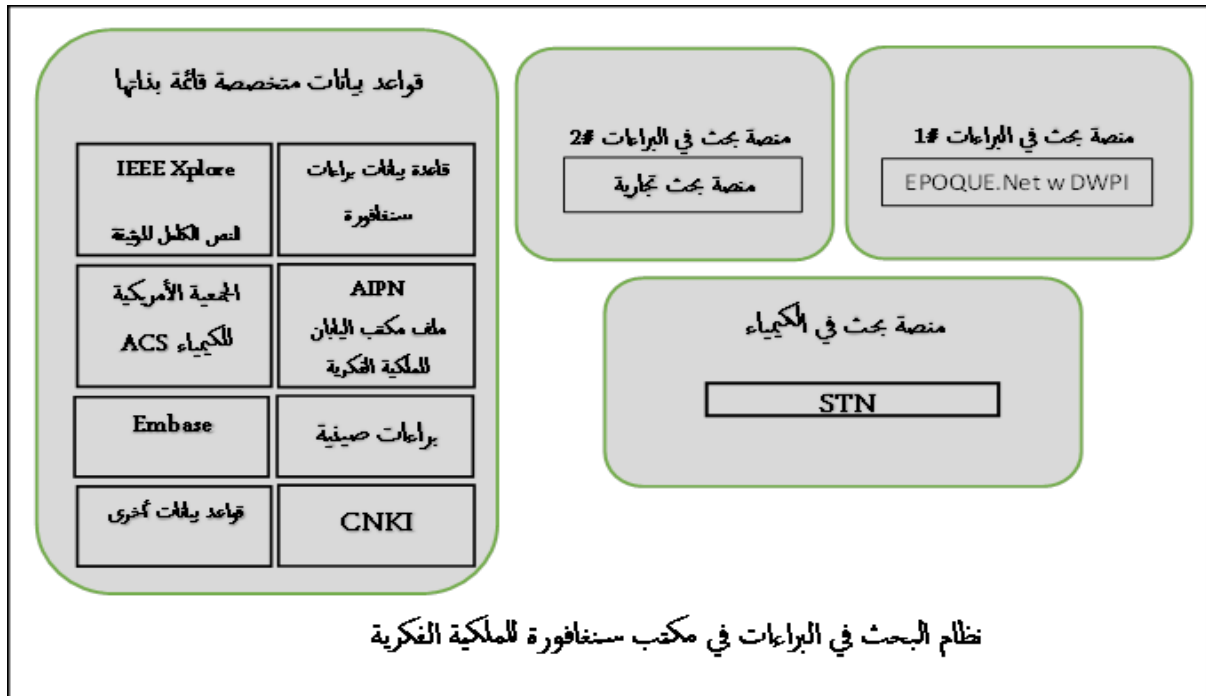 منصة بحث في البراءات #1
EPOQUE.Net w DWPI
منصة بحث في البراءات #2
منصة بحث تجارية
منصة بحث في الكيمياء
STN
قواعد بيانات متخصصة قائمة بذاتها
قاعدة بيانات براءات
سنغافورة
IEEE Xplore
النص الكامل للوثيقة
AIPN
ملف مكتب اليابان
للملكية الفكرية
الجمعية الأمريكية
للكيمياء ACS
براءات صينية
Embase
CNKI
قواعد بيانات أخرى
نظام البحث في البراءات في مكتب سنغافورة للملكية الفكرية